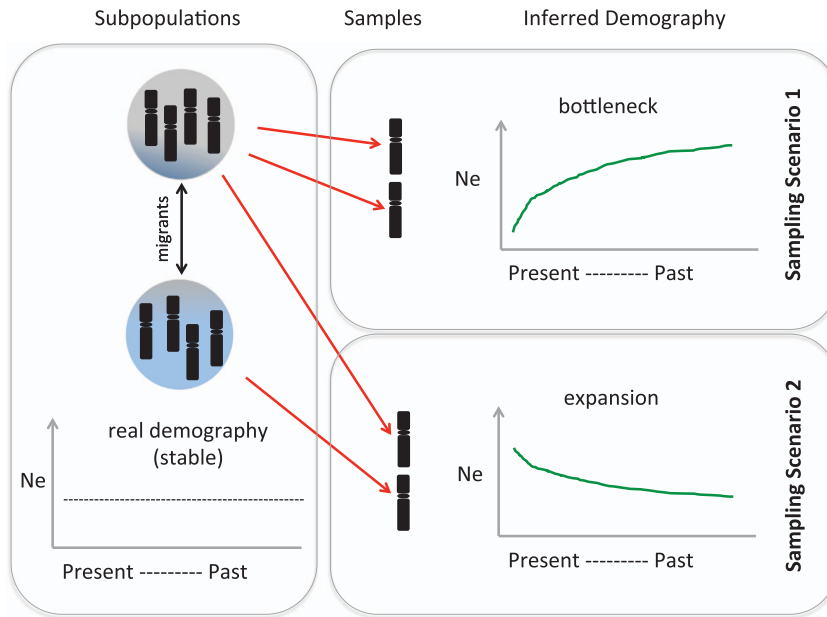 Subpopulations
Samples
Inferred Demography
migrants
real demography
(stable)
Ne
Present --------- Past
bottleneck
Ne
Present --------- Past
Sampling Scenario 1
expansion
Ne
Present --------- Past
Sampling Scenario 2